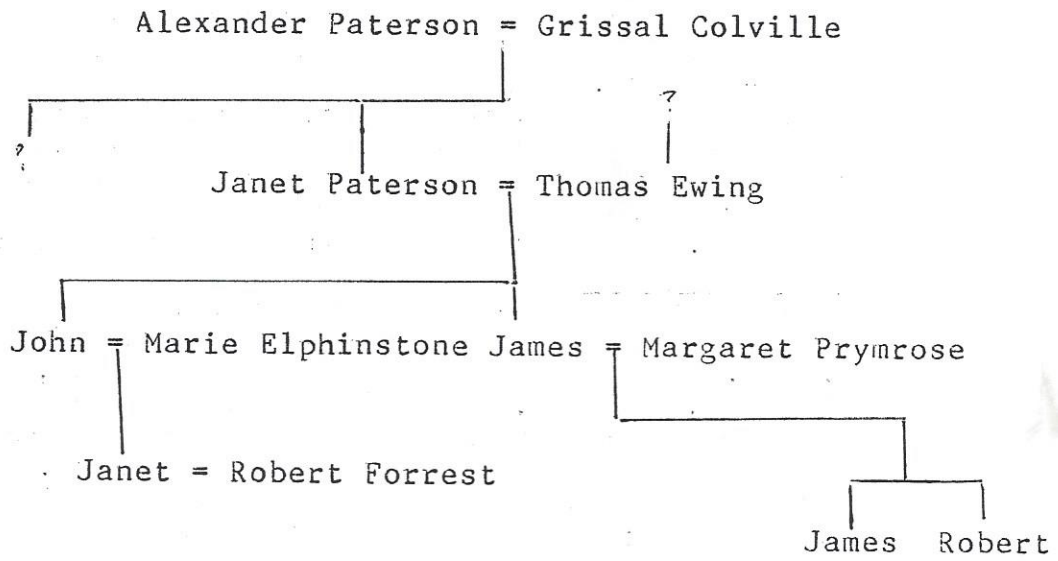 Alexander Paterson = Grissal Colville
?
?
Janet Paterson = Thomas Ewing
John = Marie Elphinstone James = Margaret Prymrose
Janet = Robert Forrest
James Robert